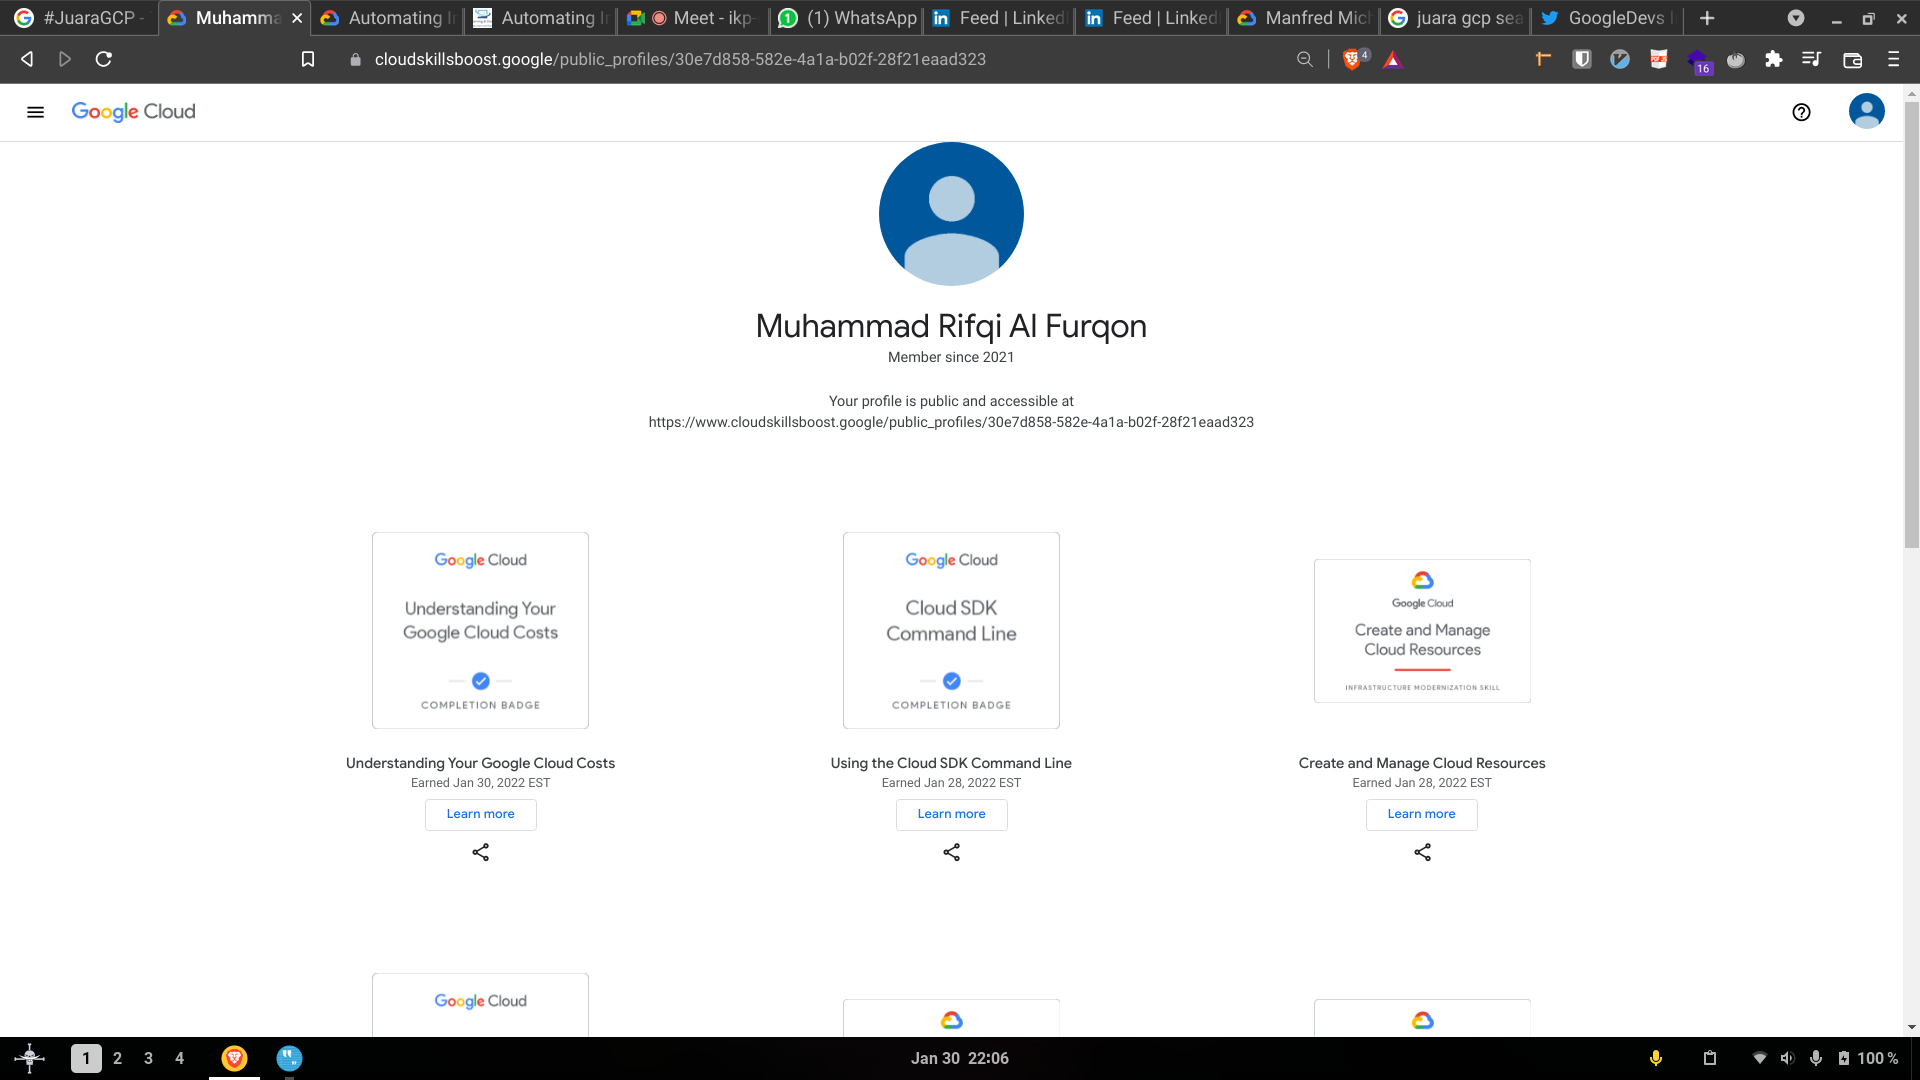 #JuaraGCP -
Muhamma
Automating I
Automating I
Meet - ikp-
(1) WhatsApp
Feed | Linked
Feed | Linked
Manfred Mic
juara gcp sea
GoogleDevs I
cloudskillsboost.google/public_profiles/30e7d858-582e-4a1a-b02f-28f21eaad323
4
16
Google Cloud
Muhammad Rifqi Al Furqon
Member since 2021
Your profile is public and accessible at
https://www.cloudskillsboost.google/public_profiles/30e7d858-582e-4a1a-b02f-28f21eaad323
Google Cloud
Understanding Your
Google Cloud Costs
COMPLETION BADGE
Understanding Your Google Cloud Costs
Earned Jan 30, 2022 EST
Learn more
Google Cloud
Cloud SDK
Command Line
COMPLETION BADGE
Using the Cloud SDK Command Line
Earned Jan 28, 2022 EST
Learn more
Google Cloud
Create and Manage
Cloud Resources
INFRASTRUCTURE MODERNIZATION SKILL
Create and Manage Cloud Resources
Earned Jan 28, 2022 EST
Learn more
Google Cloud
1 2 3 4
Jan 30 22:06
100 %